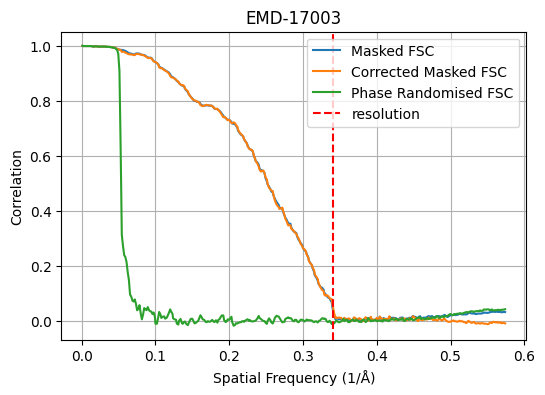 EMD-17003
Masked FSC
Corrected Masked FSC
Phase Randomised FSC
resolution
1.0
0.8
0.6
0.4
0.2
0.0
Correlation
0.0 0.1 0.2 0.3 0.4 0.5 0.6
Spatial Frequency (1/Å)